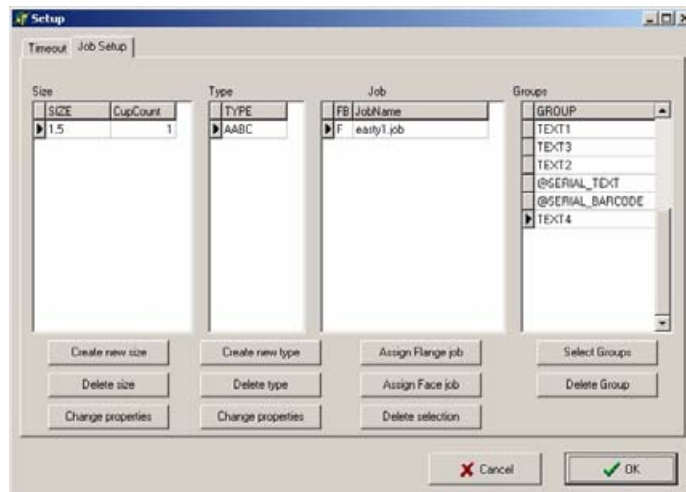 Setup
Timeout Job Setup
Size Type Job Groups
SIZE CupCount TYPE FB JobName GROUP
1.5 1 AABC F easty1.job TEXT1
TEXT3
TEXT2
@SERIAL_TEXT
@SERIAL_BARCODE
TEXT4
Create new size Create new type Assign Flange job Select Groups
Delete size Delete type Assign Face job Delete Group
Change properties Change properties Delete selection
Cancel OK